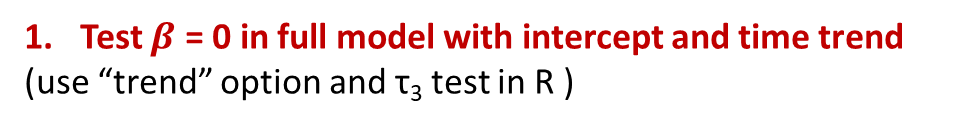 1. Test β = 0 in full model with intercept and time trend
(use “trend” option and τ₃ test in R )